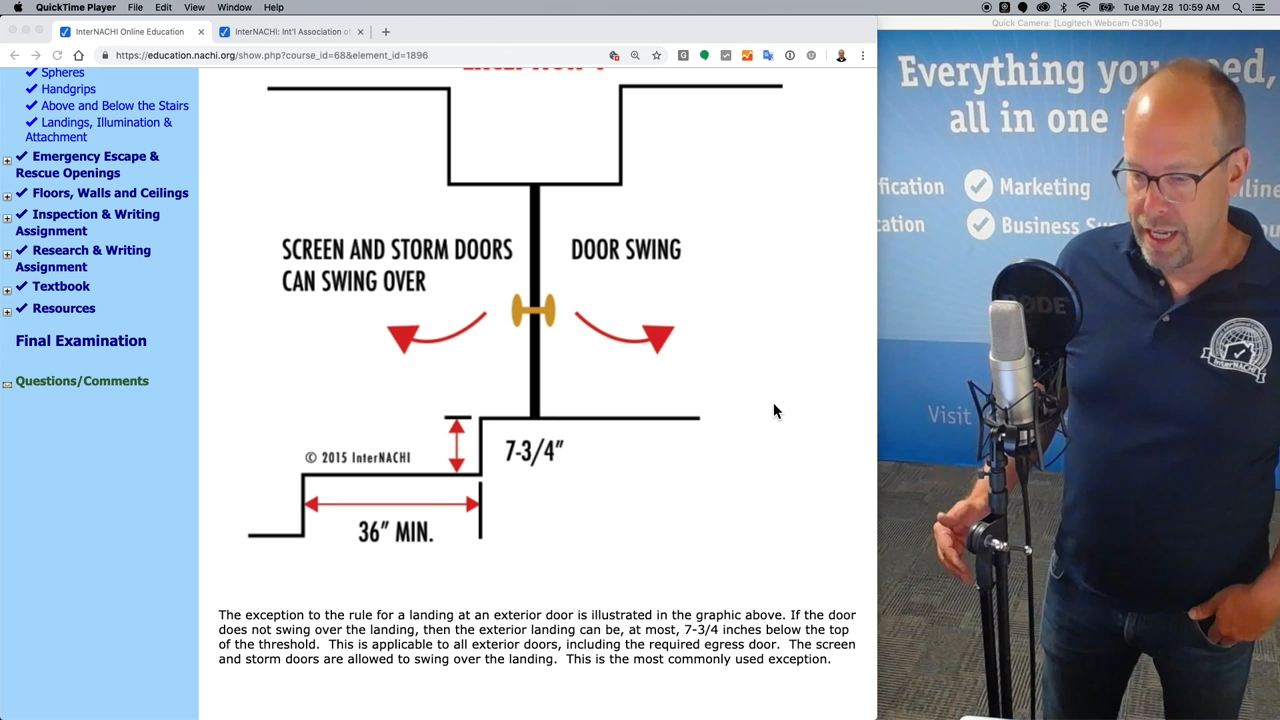 QuickTime Player File Edit View Window Help
Tue May 28 10:59 AM
InterNACHI Online Education
InterNACHI: Int'l Association o
Quick Camera: [Logitech Webcam C930e]
https://education.nachi.org/show.php?course_id=68&element_id=1896
Spheres
Handgrips
Above and Below the Stairs
Landings, Illumination &
Attachment
Emergency Escape &
Rescue Openings
Floors, Walls and Ceilings
Inspection & Writing
Assignment
Research & Writing
Assignment
Textbook
Resources
Final Examination
Questions/Comments
SCREEN AND STORM DOORS
CAN SWING OVER
DOOR SWING
7-3/4"
© 2015 InterNACHI
36" MIN.
The exception to the rule for a landing at an exterior door is illustrated in the graphic above. If the door
does not swing over the landing, then the exterior landing can be, at most, 7-3/4 inches below the top
of the threshold. This is applicable to all exterior doors, including the required egress door. The screen
and storm doors are allowed to swing over the landing. This is the most commonly used exception.
Everything you need,
all in one
fication
Marketing
nline
cation
Business Su
Visit
RØDE
InterNACHI